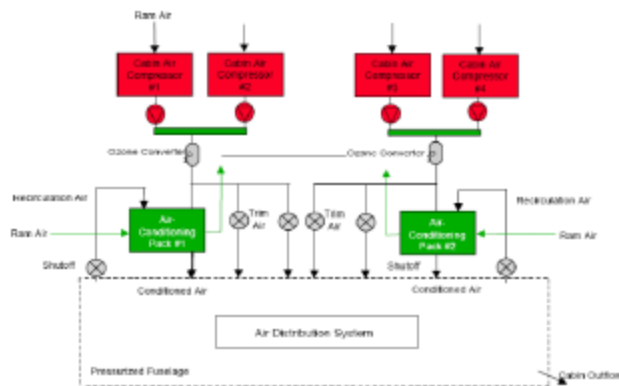 Ram Air
Cabin Air
Compressor
#1
Cabin Air
Compressor
#2
Cabin Air
Compressor
#3
Cabin Air
Compressor
#4
Ozone Converter
Ozone Converter
Recirculation Air
Trim
Air
Trim
Air
Recirculation Air
Ram Air
Air-
Conditioning
Pack #1
Air-
Conditioning
Pack #2
Ram Air
Shutoff
Shutoff
Conditioned Air
Conditioned Air
Air Distribution System
Pressurized Fuselage
Cabin Outflow